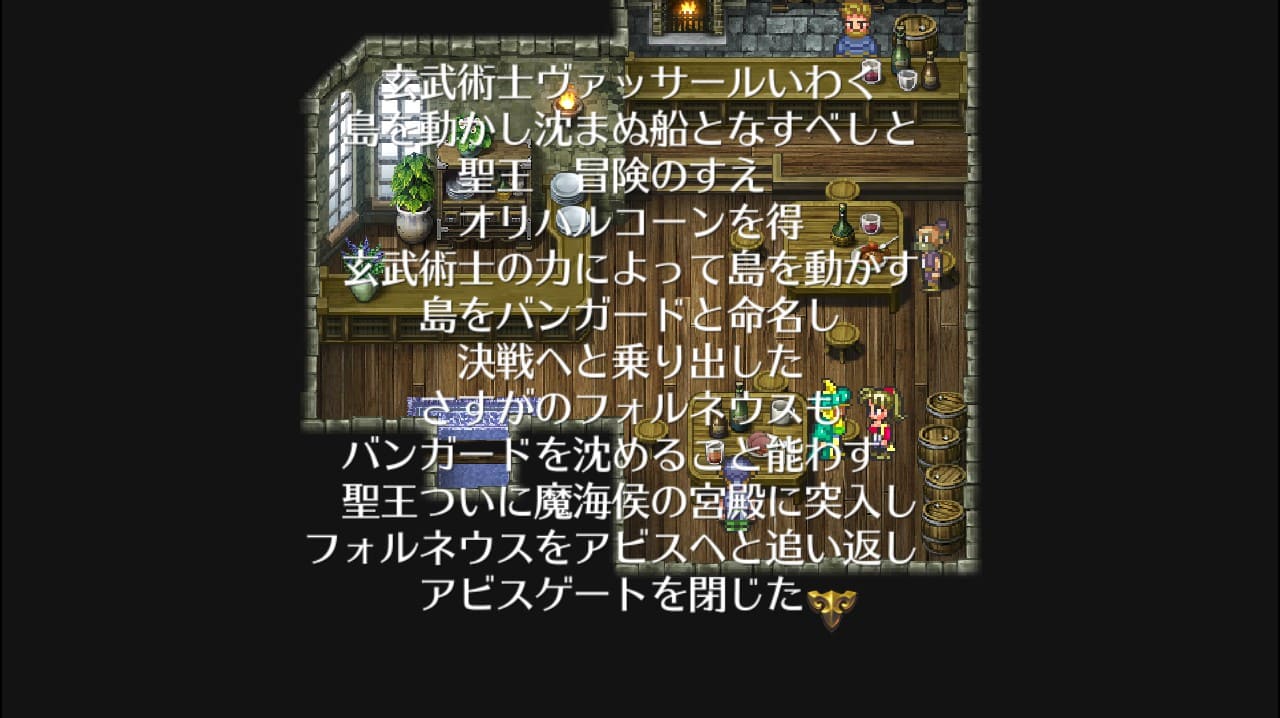 玄武術士ヴァッサールいわく
島を動かし沈まぬ船となすべしと
聖王　冒険のすえ
オリハルコーンを得
玄武術士の力によって島を動かす
島をバンガードと命名し
決戦へと乗り出した
さすがのフォルネウスも
バンガードを沈めること能わず
聖王ついに魔海侯の宮殿に突入し
フォルネウスをアビスへと追い返し
アビスゲートを閉じた